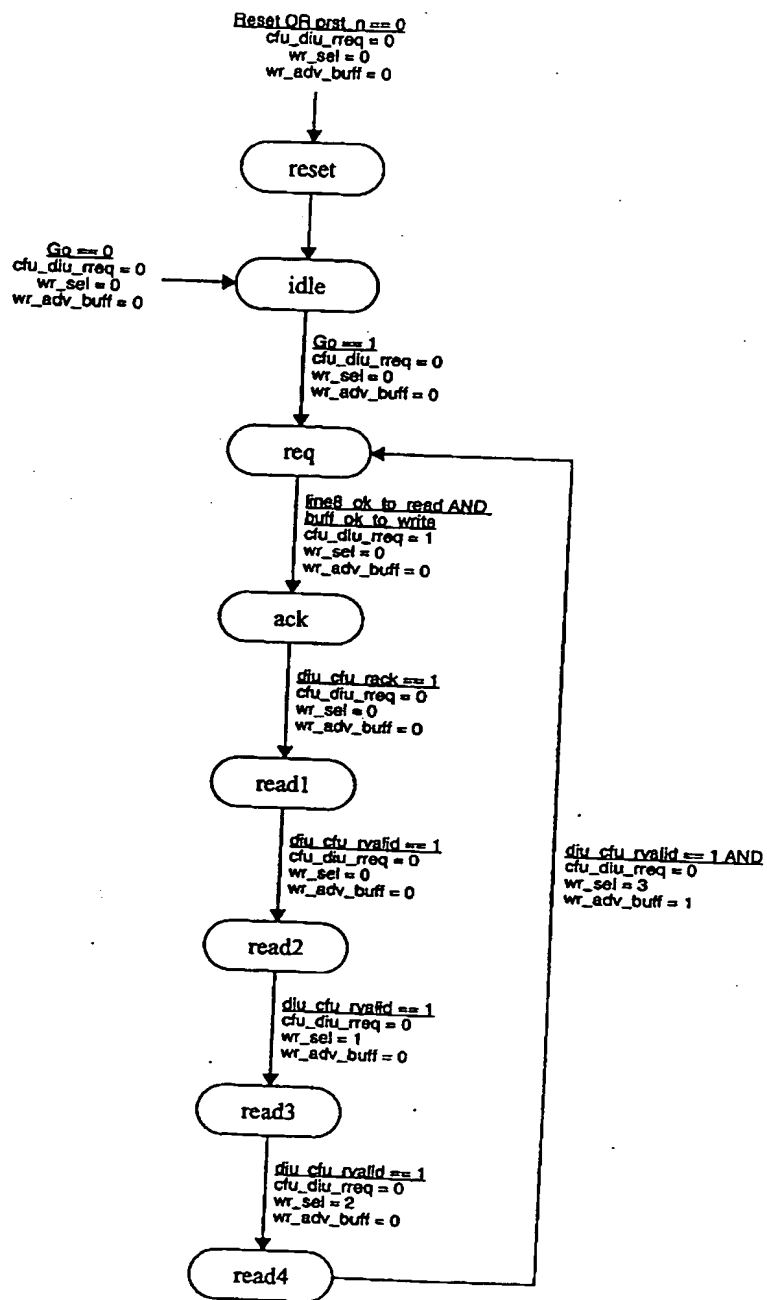 Reset OR prst_n == 0
cfu_diu_rreq = 0
wr_sel = 0
wr_adv_buff = 0
reset
Go == 0
cfu_diu_rreq = 0
wr_sel = 0
wr_adv_buff = 0
idle
Go == 1
cfu_diu_rreq = 0
wr_sel = 0
wr_adv_buff = 0
req
line8_ok_to_read AND
buff_ok_to_write
cfu_diu_rreq = 1
wr_sel = 0
wr_adv_buff = 0
ack
diu_cfu_rack == 1
cfu_diu_rreq = 0
wr_sel = 0
wr_adv_buff = 0
read1
diu_cfu_rvalid == 1
cfu_diu_rreq = 0
wr_sel = 0
wr_adv_buff = 0
diu_cfu_rvalid == 1 AND
cfu_diu_rreq = 0
wr_sel = 3
wr_adv_buff = 1
read2
diu_cfu_rvalid == 1
cfu_diu_rreq = 0
wr_sel = 1
wr_adv_buff = 0
read3
diu_cfu_rvalid == 1
cfu_diu_rreq = 0
wr_sel = 2
wr_adv_buff = 0
read4